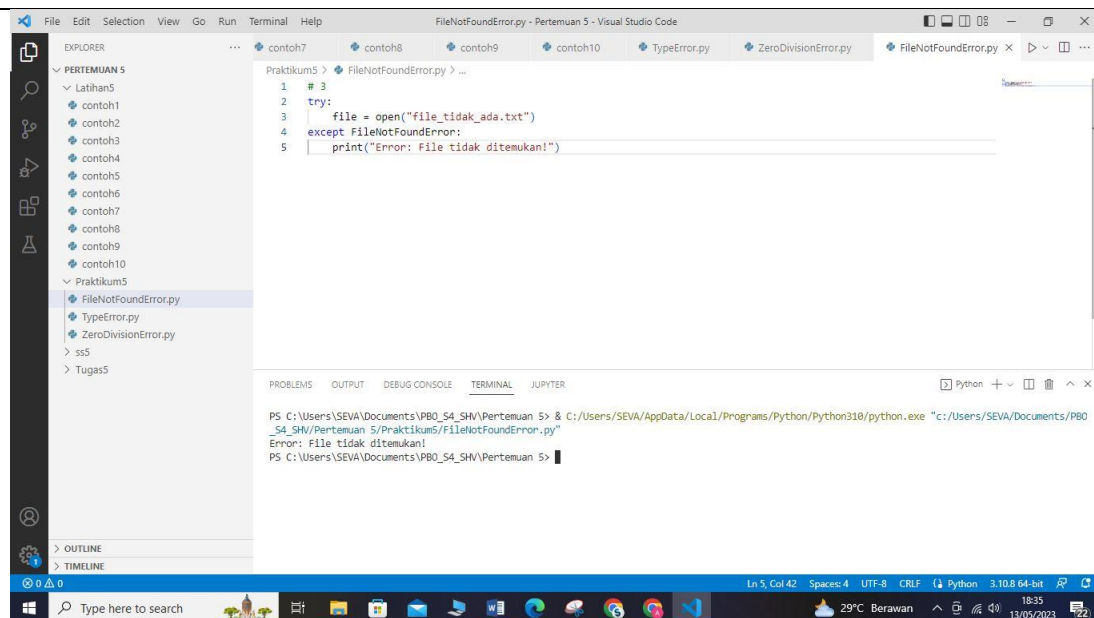 File Edit Selection View Go Run Terminal Help FileNotFoundError.py - Pertemuan 5 - Visual Studio Code
EXPLORER
contoh7 contoh8 contoh9 contoh10 TypeError.py ZeroDivisionError.py FileNotFoundError.py
PERTEMUAN 5
Latihan5
contoh1
contoh2
contoh3
contoh4
contoh5
contoh6
contoh7
contoh8
contoh9
contoh10
Praktikum5
FileNotFoundError.py
TypeError.py
ZeroDivisionError.py
ss5
Tugas5
OUTLINE
TIMELINE
Praktikum5 > FileNotFoundError.py > ...
1 # 3
2 try:
3 file = open("file_tidak_ada.txt")
4 except FileNotFoundError:
5 print("Error: File tidak ditemukan!")
PROBLEMS OUTPUT DEBUG CONSOLE TERMINAL JUPYTER Python
PS C:\Users\SEVA\Documents\PBO_S4_SHV\Pertemuan 5> & C:/Users/SEVA/AppData/Local/Programs/Python/Python310/python.exe "c:/Users/SEVA/Documents/PBO
_S4_SHV/Pertemuan 5/Praktikum5/FileNotFoundError.py"
Error: File tidak ditemukan!
PS C:\Users\SEVA\Documents\PBO_S4_SHV\Pertemuan 5>
1
0 0 Ln 5, Col 42 Spaces: 4 UTF-8 CRLF Python 3.10.8 64-bit
Type here to search 29°C Berawan 18:35
13/05/2023 22